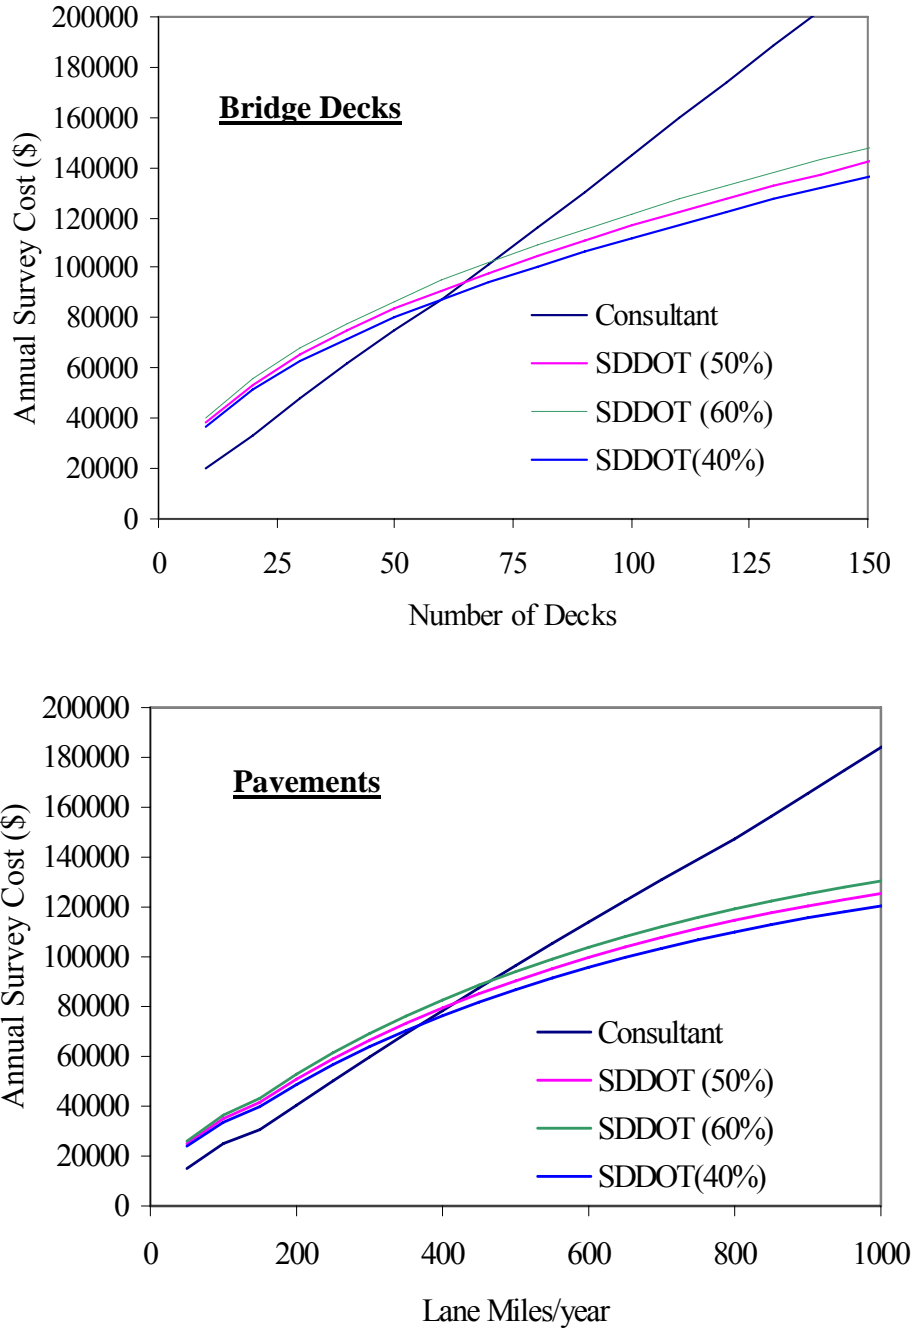 200000
180000
160000
140000
120000
100000
80000
60000
40000
20000
0
Annual Survey Cost ($)
Bridge Decks
Consultant
SDDOT (50%)
SDDOT (60%)
SDDOT(40%)
0 25 50 75 100 125 150
Number of Decks
200000
180000
160000
140000
120000
100000
80000
60000
40000
20000
0
Annual Survey Cost ($)
Pavements
Consultant
SDDOT (50%)
SDDOT (60%)
SDDOT(40%)
0 200 400 600 800 1000
Lane Miles/year